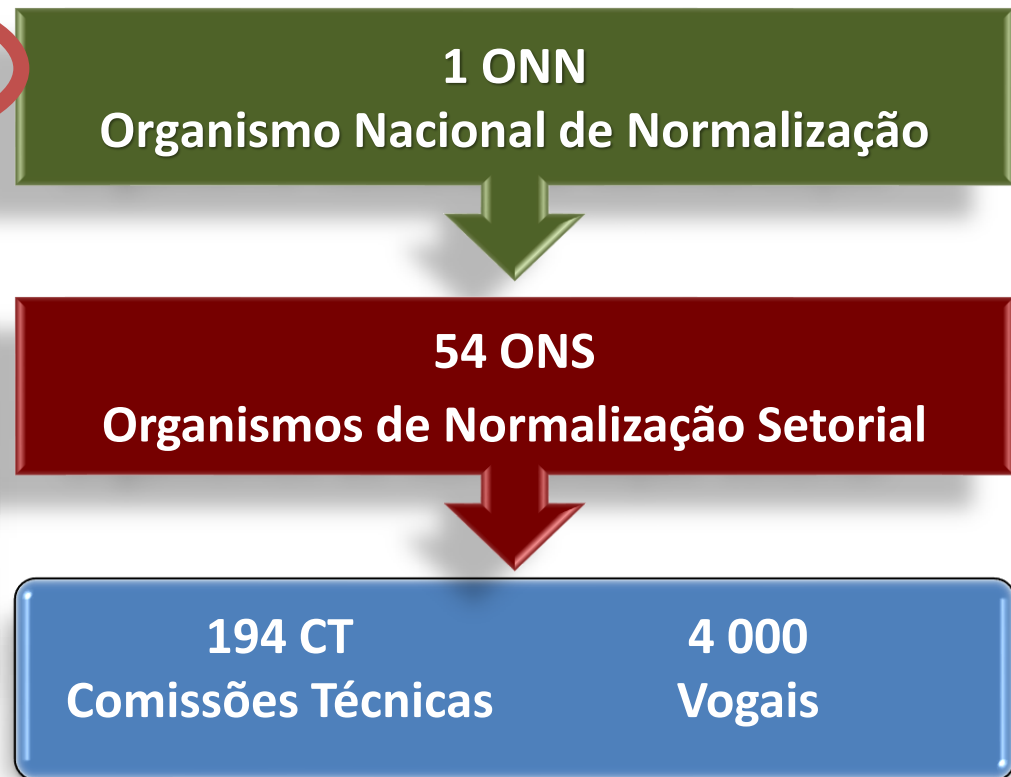 1 ONN
Organismo Nacional de Normalização
54 ONS
Organismos de Normalização Setorial
194 CT
Comissões Técnicas
4 000
Vogais